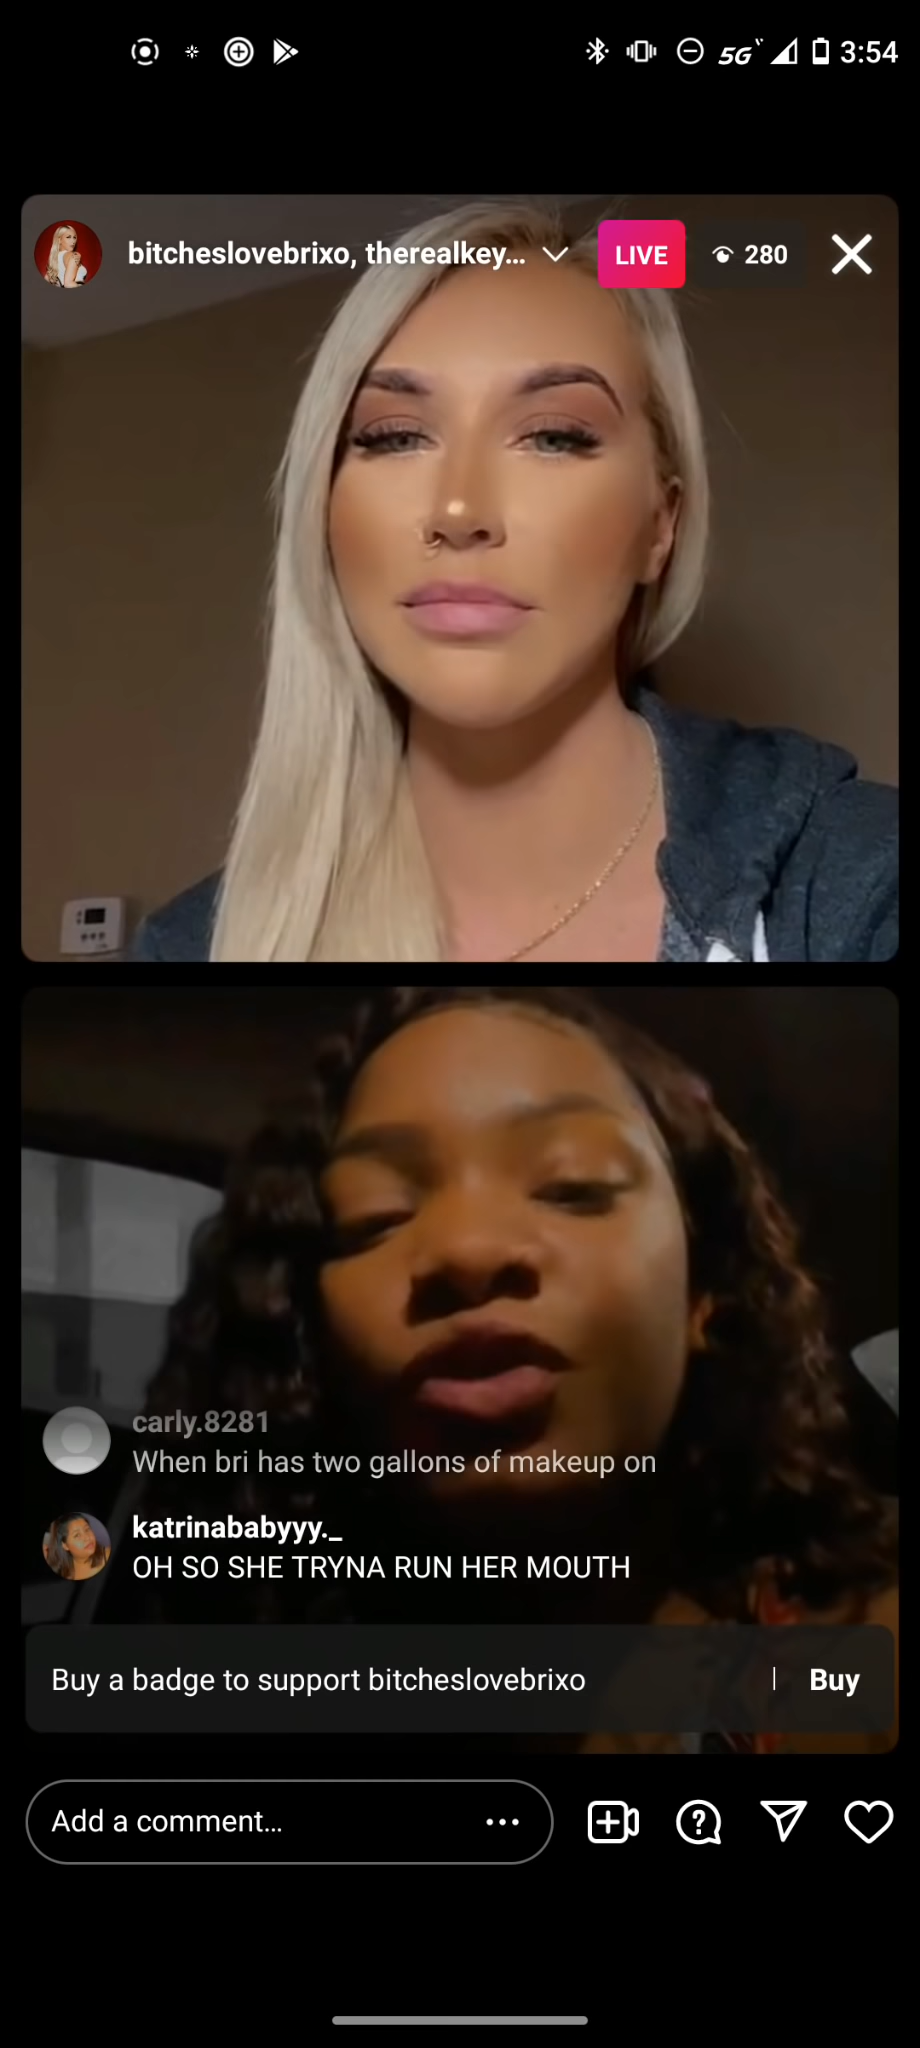 5G 3:54
bitcheslovebrixo, therealkey... LIVE 280
carly.8281
When bri has two gallons of makeup on
katrinababyyy._
OH SO SHE TRYNA RUN HER MOUTH
Buy a badge to support bitcheslovebrixo | Buy
Add a comment...